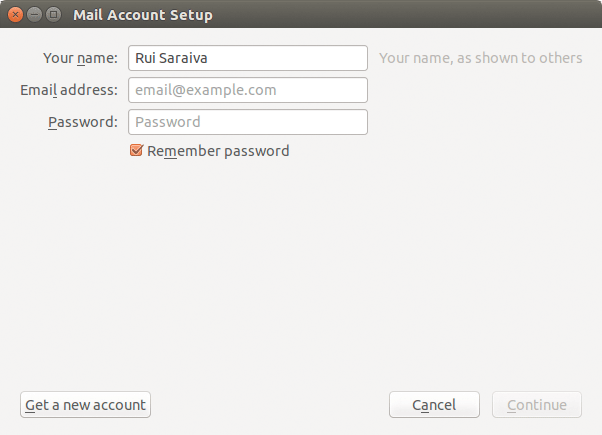 Mail Account Setup
Your name: Rui Saraiva Your name, as shown to others
Email address: email@example.com
Password: Password
Remember password
Get a new account Cancel Continue